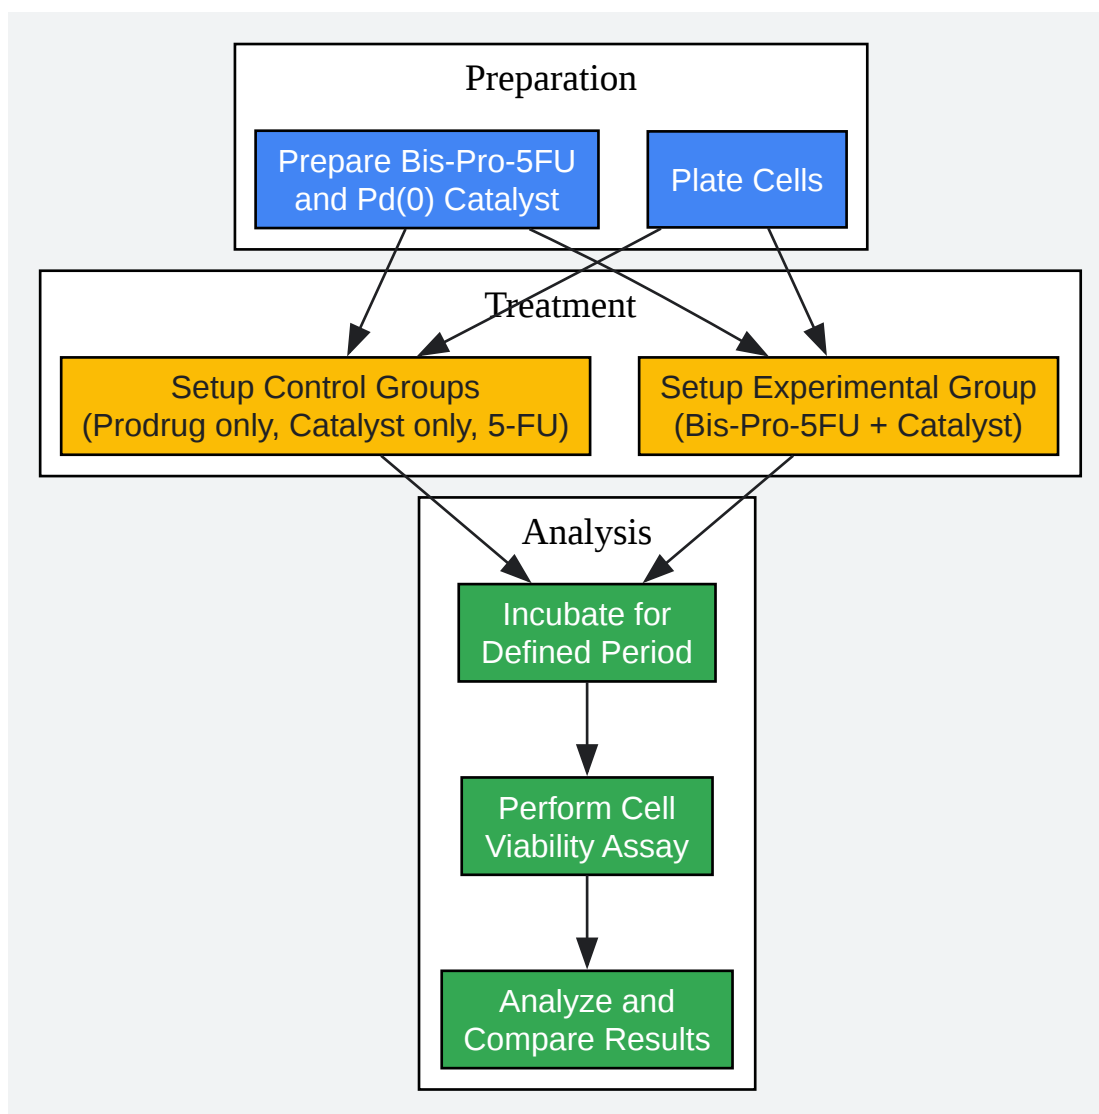 Preparation
Prepare Bis-Pro-5FU
and Pd(0) Catalyst
Plate Cells
Treatment
Setup Control Groups
(Prodrug only, Catalyst only, 5-FU)
Setup Experimental Group
(Bis-Pro-5FU + Catalyst)
Analysis
Incubate for
Defined Period
Perform Cell
Viability Assay
Analyze and
Compare Results